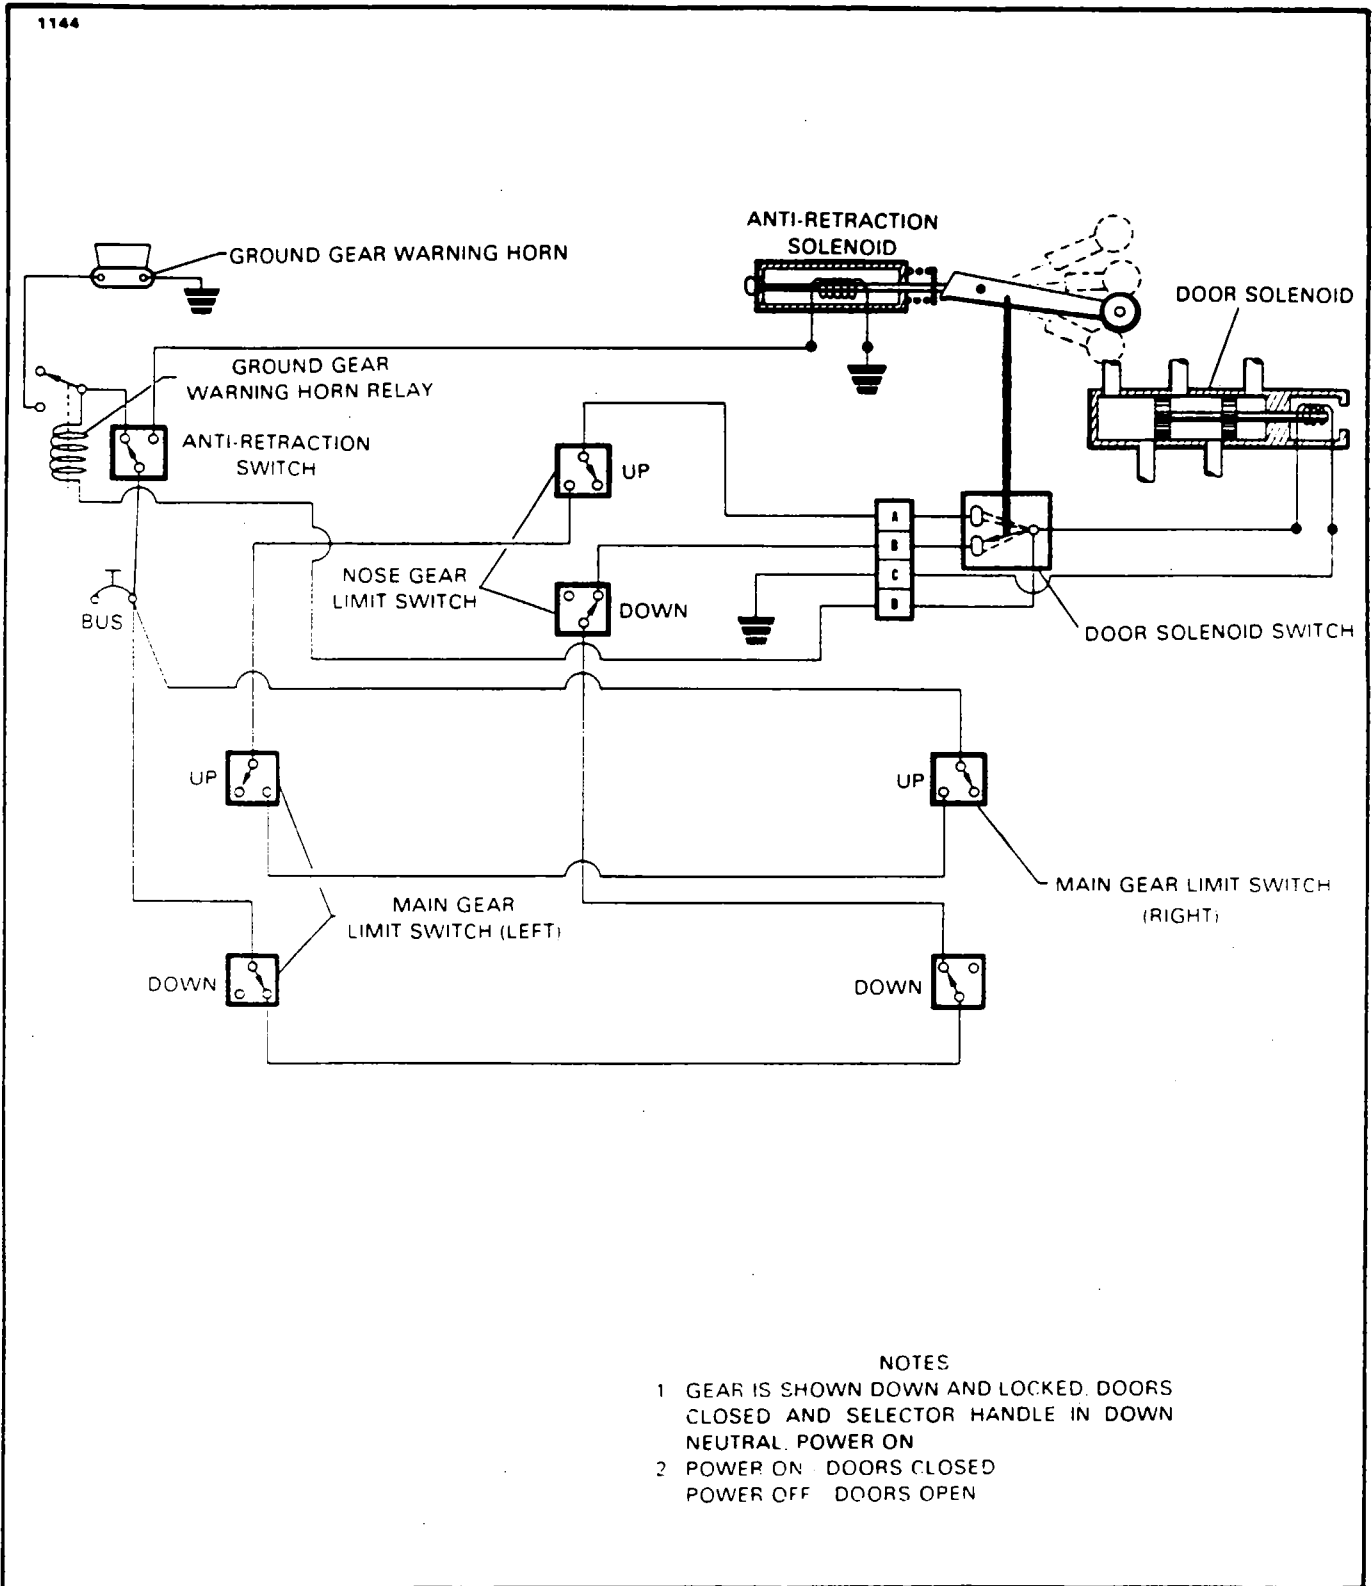 1144
GROUND GEAR WARNING HORN
ANTI-RETRACTION
SOLENOID
DOOR SOLENOID
GROUND GEAR
WARNING HORN RELAY
ANTI-RETRACTION
SWITCH
UP
A
B
C
D
NOSE GEAR
LIMIT SWITCH
DOWN
BUS
DOOR SOLENOID SWITCH
UP
UP
MAIN GEAR
LIMIT SWITCH (LEFT)
MAIN GEAR LIMIT SWITCH
(RIGHT)
DOWN
DOWN
NOTES
1 GEAR IS SHOWN DOWN AND LOCKED. DOORS
CLOSED AND SELECTOR HANDLE IN DOWN
NEUTRAL. POWER ON
2 POWER ON DOORS CLOSED
POWER OFF DOORS OPEN